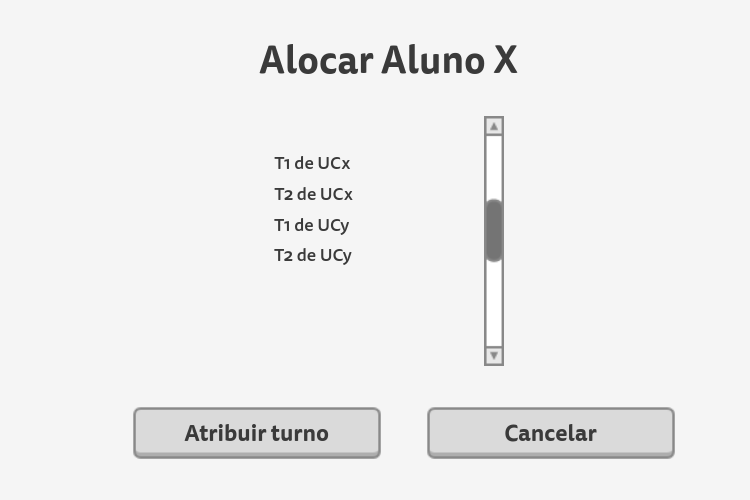 Alocar Aluno X
T1 de UCx
T2 de UCx
T1 de UCy
T2 de UCy
Atribuir turno
Cancelar